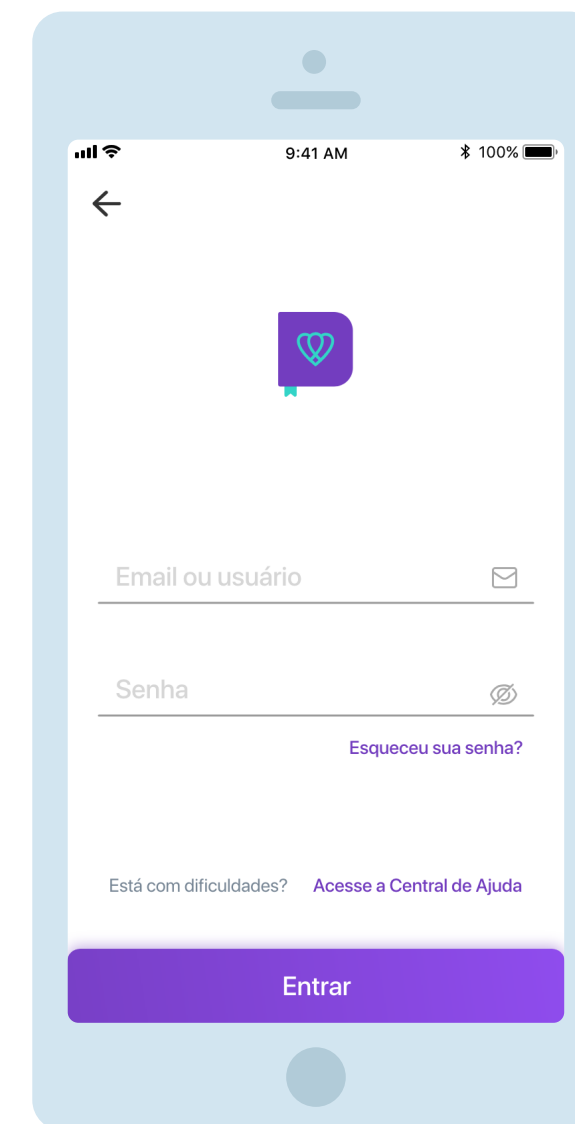 9:41 AM 100%
Email ou usuário
Senha
Esqueceu sua senha?
Está com dificuldades? Acesse a Central de Ajuda
Entrar